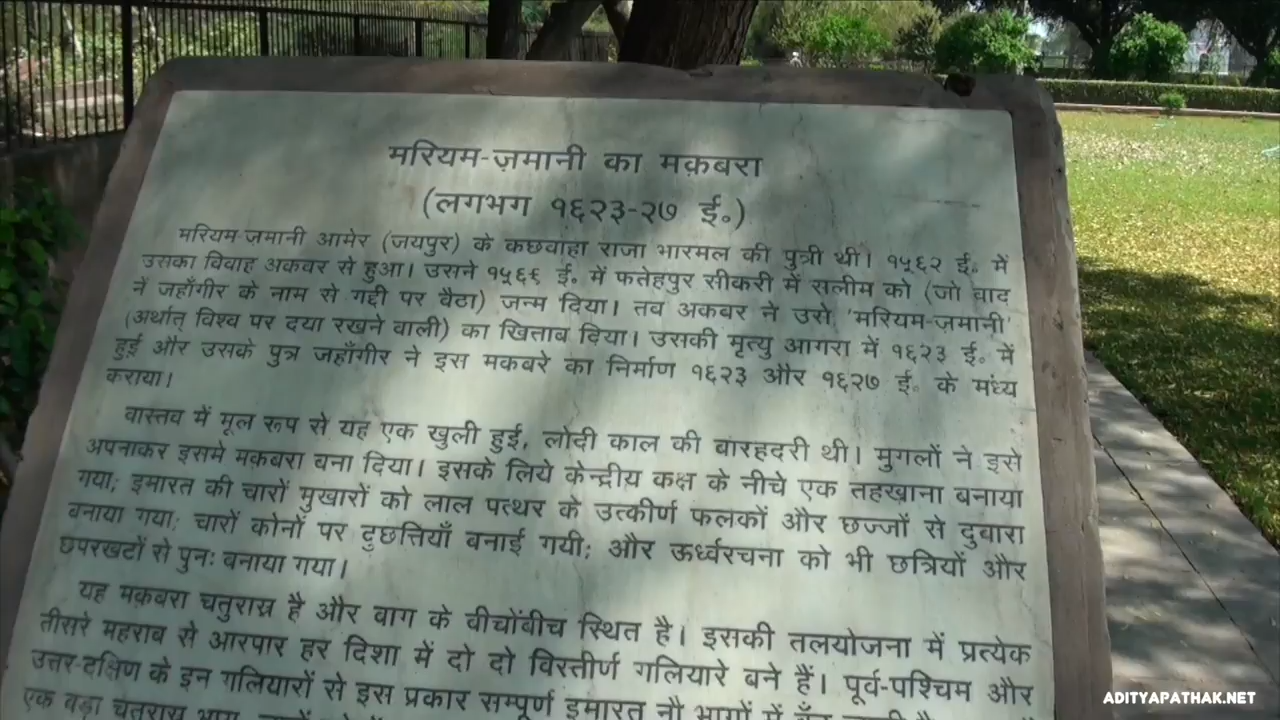 मरियम-ज़मानी का मक़बरा
(लगभग १६२३-२७ ई॰)
मरियम-ज़मानी आमेर (जयपुर) के कछवाहा राजा भारमल की पुत्री थी। १५६२ ई॰ में
उसका विवाह अकबर से हुआ। उसने १५६९ ई॰ में फतेहपुर सीकरी में सलीम को (जो बाद
में जहाँगीर के नाम से गद्दी पर बैठा) जन्म दिया। तब अकबर ने उसे 'मरियम-ज़मानी'
(अर्थात् विश्व पर दया रखने वाली) का खिताब दिया। उसकी मृत्यु आगरा में १६२३ ई॰ में
हुई और उसके पुत्र जहाँगीर ने इस मकबरे का निर्माण १६२३ और १६२७ ई॰ के मंध्य
कराया।
वास्तव में मूल रूप से यह एक खुली हुई, लोदी काल की बारहदरी थी। मुगलों ने इसे
अपनाकर इसमे मक़बरा बना दिया। इसके लिये केन्द्रीय कक्ष के नीचे एक तहख़ाना बनाया
गया; इमारत की चारों मुखारों को लाल पत्थर के उत्कीर्ण फलकों और छज्जों से दुबारा
बनाया गया; चारों कोनों पर दुछत्तियाँ बनाई गयी; और ऊर्ध्वरचना को भी छत्रियों और
छपरखटों से पुनः बनाया गया।
यह मक़बरा चतुरास्र है और बाग के बीचोंबीच स्थित है। इसकी तलयोजना में प्रत्येक
तीसरे महराब से आरपार हर दिशा में दो दो विस्तीर्ण गलियारे बने हैं। पूर्व-पश्चिम और
उत्तर-दक्षिण के इन गलियारों से इस प्रकार सम्पूर्ण इमारत नौ भागों में
एक बड़ा चतुरास्र भाग
ADITYAPATHAK.NET